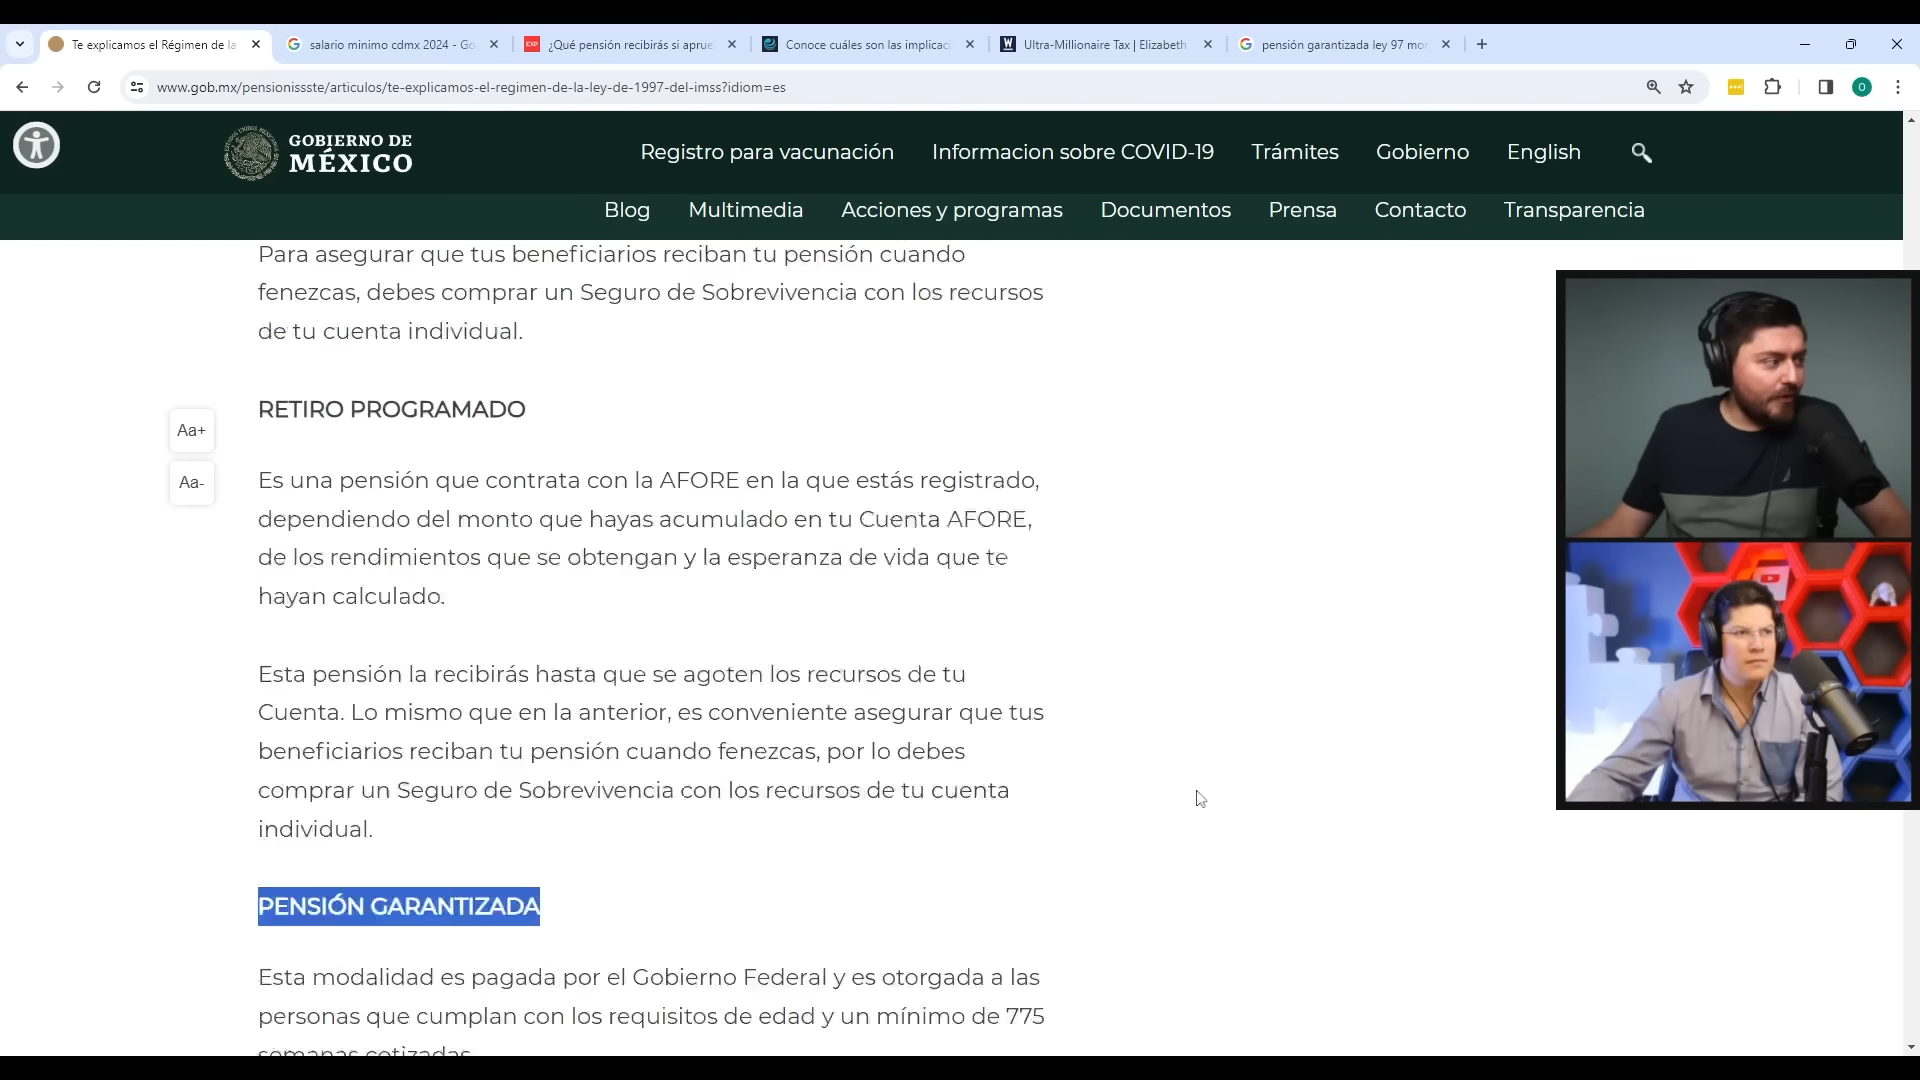 Te explicamos el Régimen de la
salario minimo cdmx 2024 - Go
EXP
¿Qué pensión recibirás si aprue
Conoce cuáles son las implicaci
W
Ultra-Millionaire Tax | Elizabeth
pensión garantizada ley 97 mo
www.gob.mx/pensionissste/articulos/te-explicamos-el-regimen-de-la-ley-de-1997-del-imss?idiom=es
O
GOBIERNO DE
MÉXICO
Registro para vacunación
Informacion sobre COVID-19
Trámites
Gobierno
English
Blog
Multimedia
Acciones y programas
Documentos
Prensa
Contacto
Transparencia
Para asegurar que tus beneficiarios reciban tu pensión cuando
fenezcas, debes comprar un Seguro de Sobrevivencia con los recursos
de tu cuenta individual.
RETIRO PROGRAMADO
Aa+
Aa-
Es una pensión que contrata con la AFORE en la que estás registrado,
dependiendo del monto que hayas acumulado en tu Cuenta AFORE,
de los rendimientos que se obtengan y la esperanza de vida que te
hayan calculado.
Esta pensión la recibirás hasta que se agoten los recursos de tu
Cuenta. Lo mismo que en la anterior, es conveniente asegurar que tus
beneficiarios reciban tu pensión cuando fenezcas, por lo debes
comprar un Seguro de Sobrevivencia con los recursos de tu cuenta
individual.
PENSIÓN GARANTIZADA
Esta modalidad es pagada por el Gobierno Federal y es otorgada a las
personas que cumplan con los requisitos de edad y un mínimo de 775
semanas cotizadas.